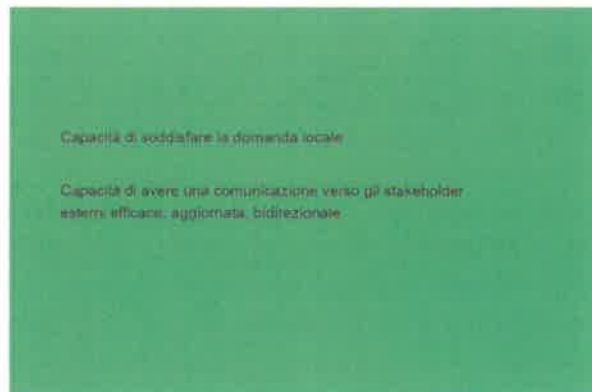 Capacità di soddisfare la domanda locale
Capacità di avere una comunicazione verso gli stakeholder
esterni efficace, aggiornata, bidirezionale